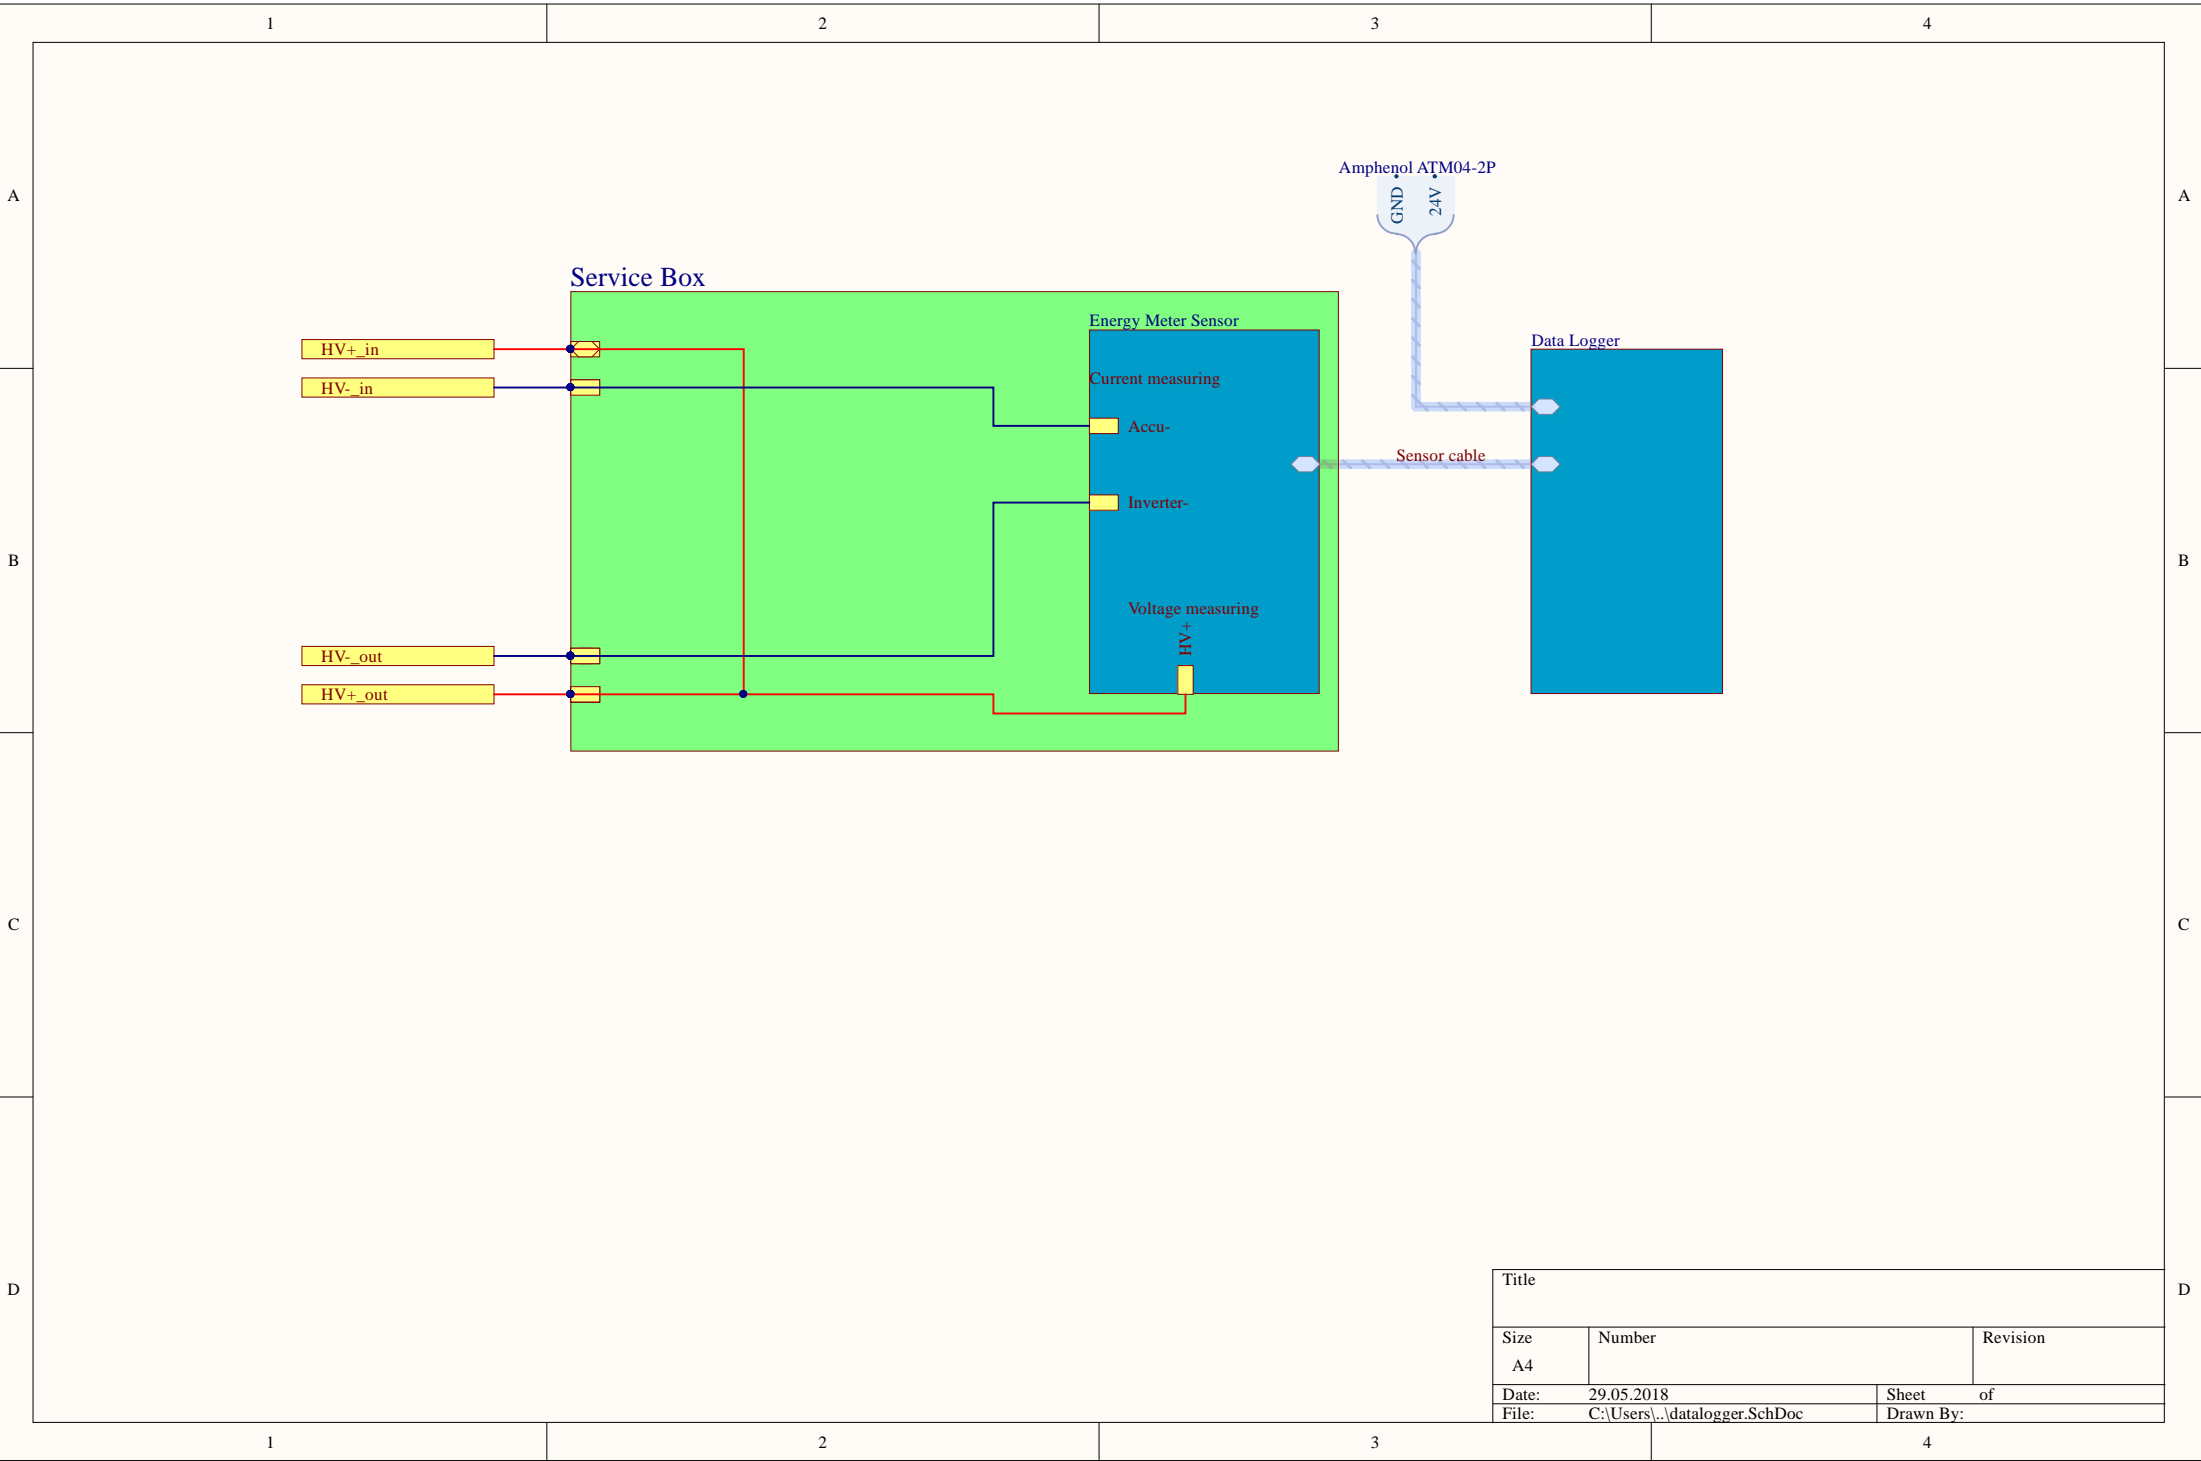 1 2 3 4
A A
Amphenol ATM04-2P
GND 24V
Service Box
Energy Meter Sensor
Data Logger
HV+_in
HV-_in
Current measuring
Accu-
Sensor cable
Inverter-
B B
Voltage measuring
HV+
HV-_out
HV+_out
C C
D D
Title
Size Number Revision
A4
Date: 29.05.2018 Sheet of
File: C:\Users\..\datalogger.SchDoc Drawn By:
1 2 3 4